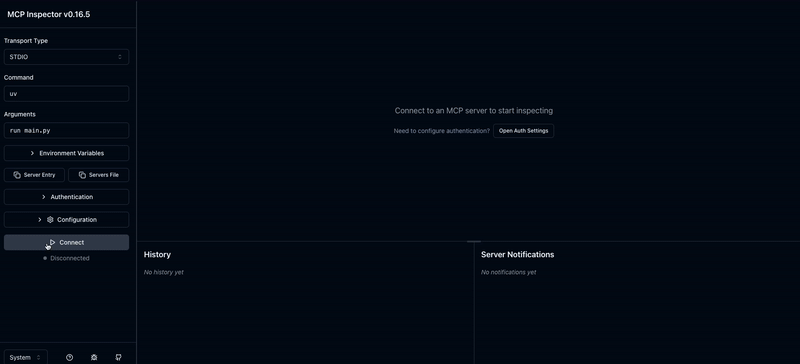 MCP Inspector v0.16.5
Transport Type
STDIO
Command
uv
Arguments
run main.py
Environment Variables
Server Entry
Servers File
Authentication
Configuration
Connect
Disconnected
System
Connect to an MCP server to start inspecting
Need to configure authentication? Open Auth Settings
History
No history yet
Server Notifications
No notifications yet